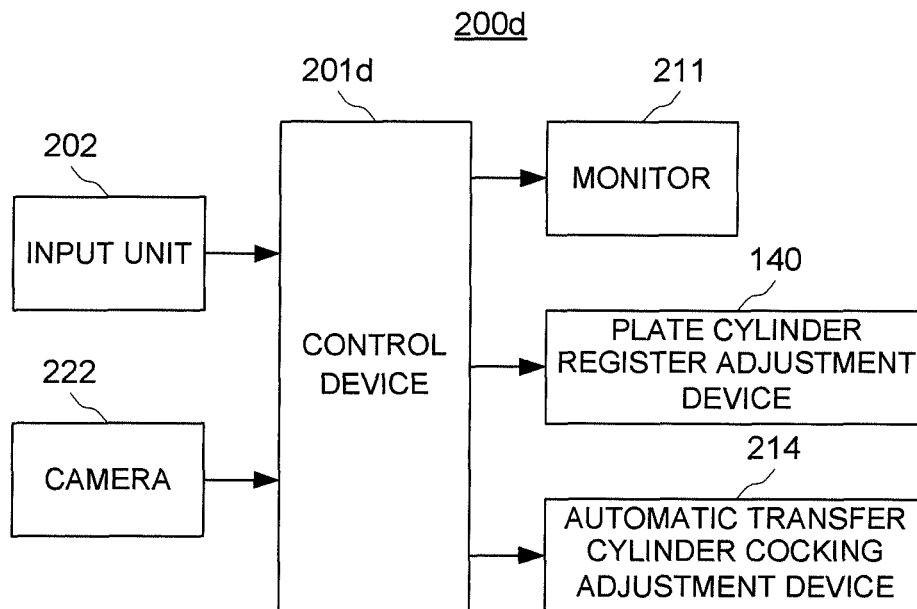 200d
201d
211
202
MONITOR
INPUT UNIT
140
PLATE CYLINDER
REGISTER ADJUSTMENT
DEVICE
CONTROL
DEVICE
222
CAMERA
214
AUTOMATIC TRANSFER
CYLINDER COCKING
ADJUSTMENT DEVICE